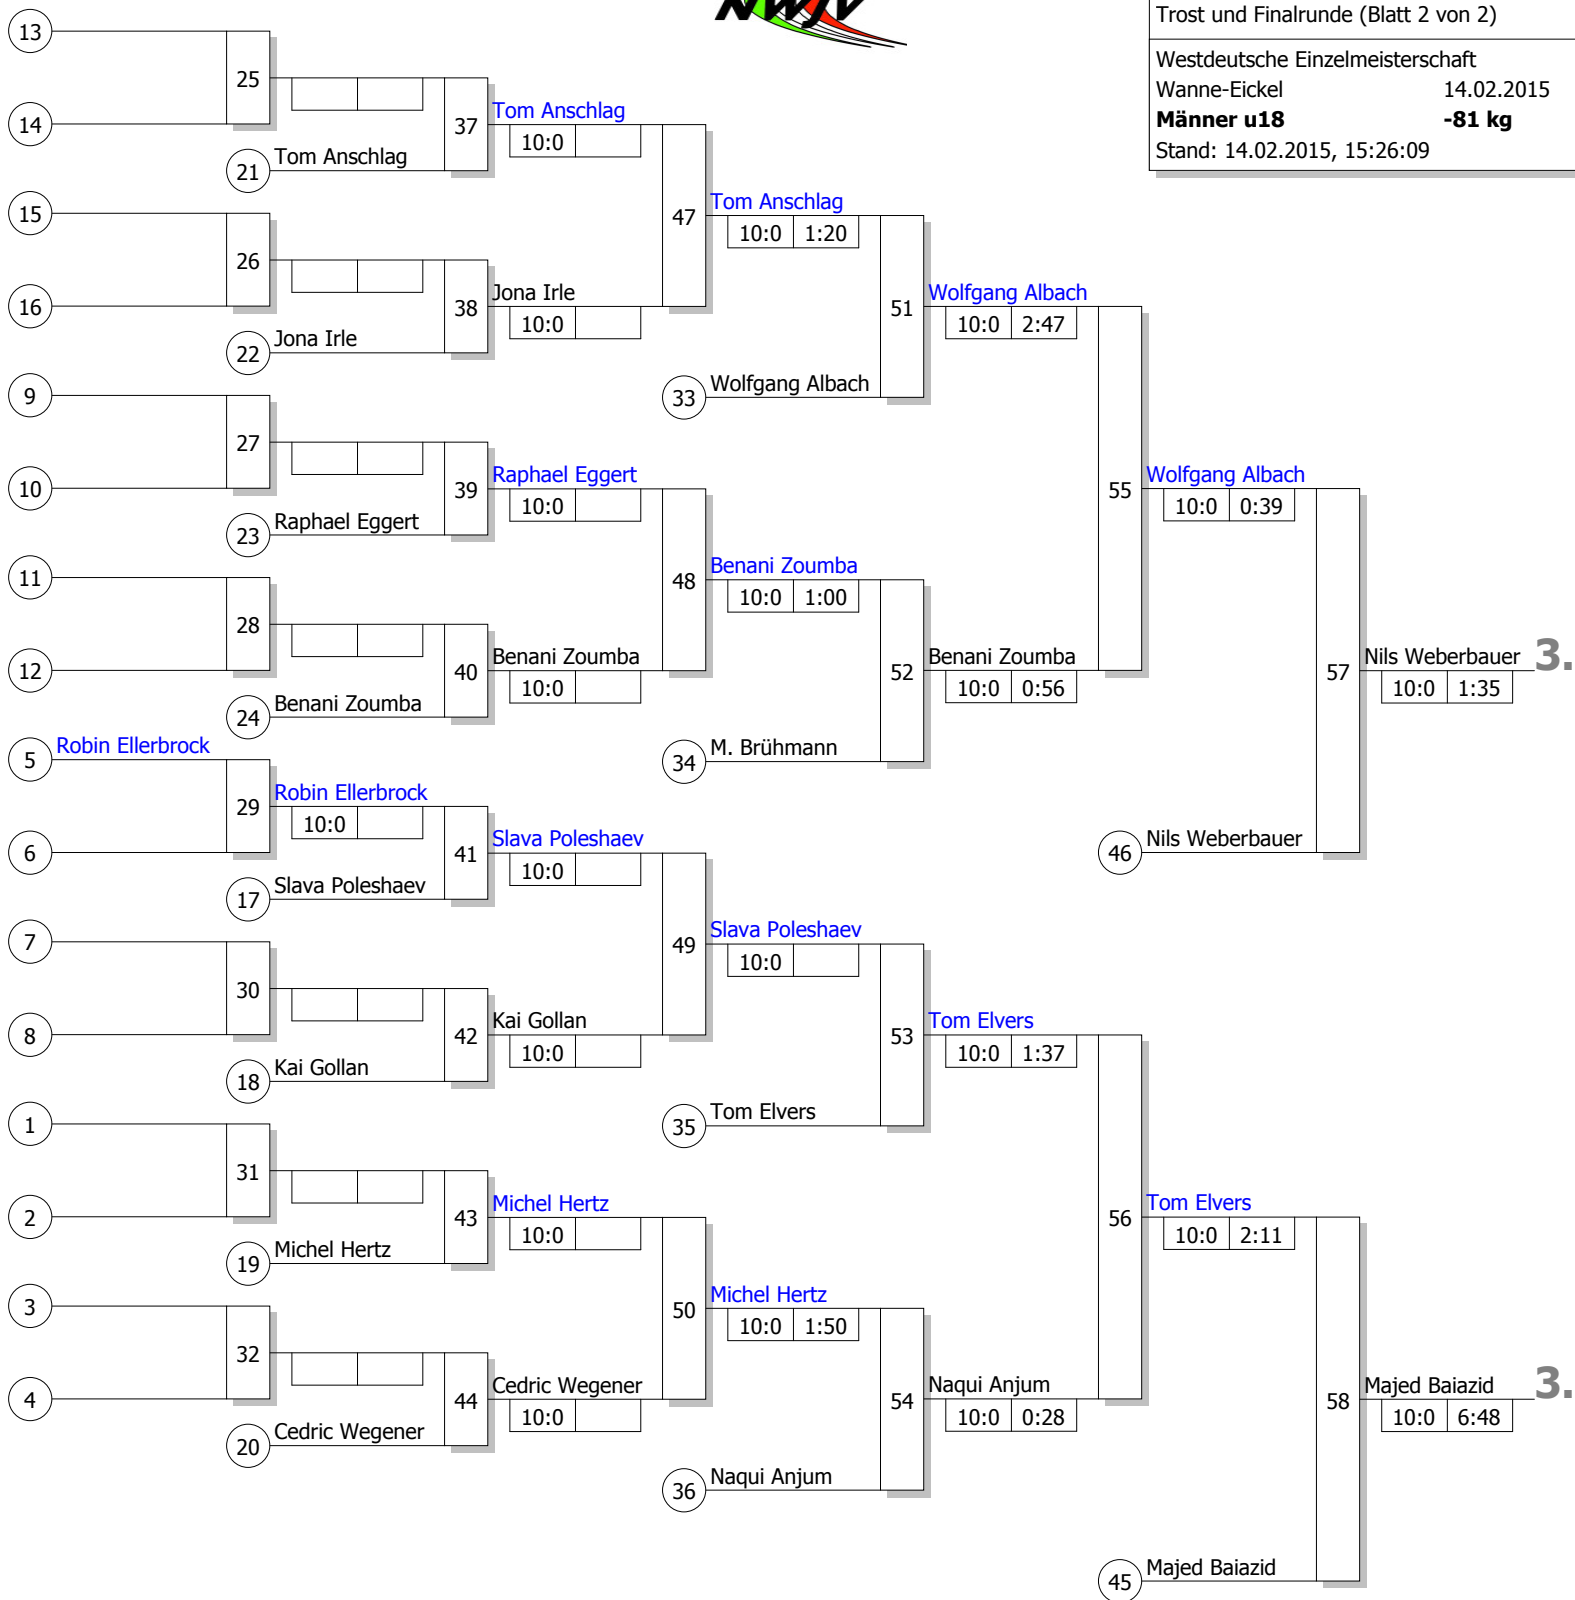 NWJV
Trost und Finalrunde (Blatt 2 von 2)
Westdeutsche Einzelmeisterschaft
Wanne-Eickel 14.02.2015
Männer u18 -81 kg
Stand: 14.02.2015, 15:26:09
13
25
14
37
Tom Anschlag
10:0
21 Tom Anschlag
15
47
Tom Anschlag
10:0 1:20
26
16
38
Jona Irle
10:0
22 Jona Irle
51
Wolfgang Albach
10:0 2:47
33 Wolfgang Albach
9
27
10
39
Raphael Eggert
10:0
23 Raphael Eggert
55
Wolfgang Albach
10:0 0:39
11
48
Benani Zoumba
10:0 1:00
28
12
40
Benani Zoumba
10:0
24 Benani Zoumba
52
Benani Zoumba
10:0 0:56
34 M. Brühmann
57
Nils Weberbauer 3.
10:0 1:35
5 Robin Ellerbrock
29
Robin Ellerbrock
10:0
6
41
Slava Poleshaev
10:0
17 Slava Poleshaev
46 Nils Weberbauer
7
49
Slava Poleshaev
10:0
30
8
42
Kai Gollan
10:0
18 Kai Gollan
53
Tom Elvers
10:0 1:37
35 Tom Elvers
1
31
2
43
Michel Hertz
10:0
19 Michel Hertz
56
Tom Elvers
10:0 2:11
3
50
Michel Hertz
10:0 1:50
32
4
44
Cedric Wegener
10:0
20 Cedric Wegener
54
Naqui Anjum
10:0 0:28
36 Naqui Anjum
58
Majed Baiazid 3.
10:0 6:48
45 Majed Baiazid